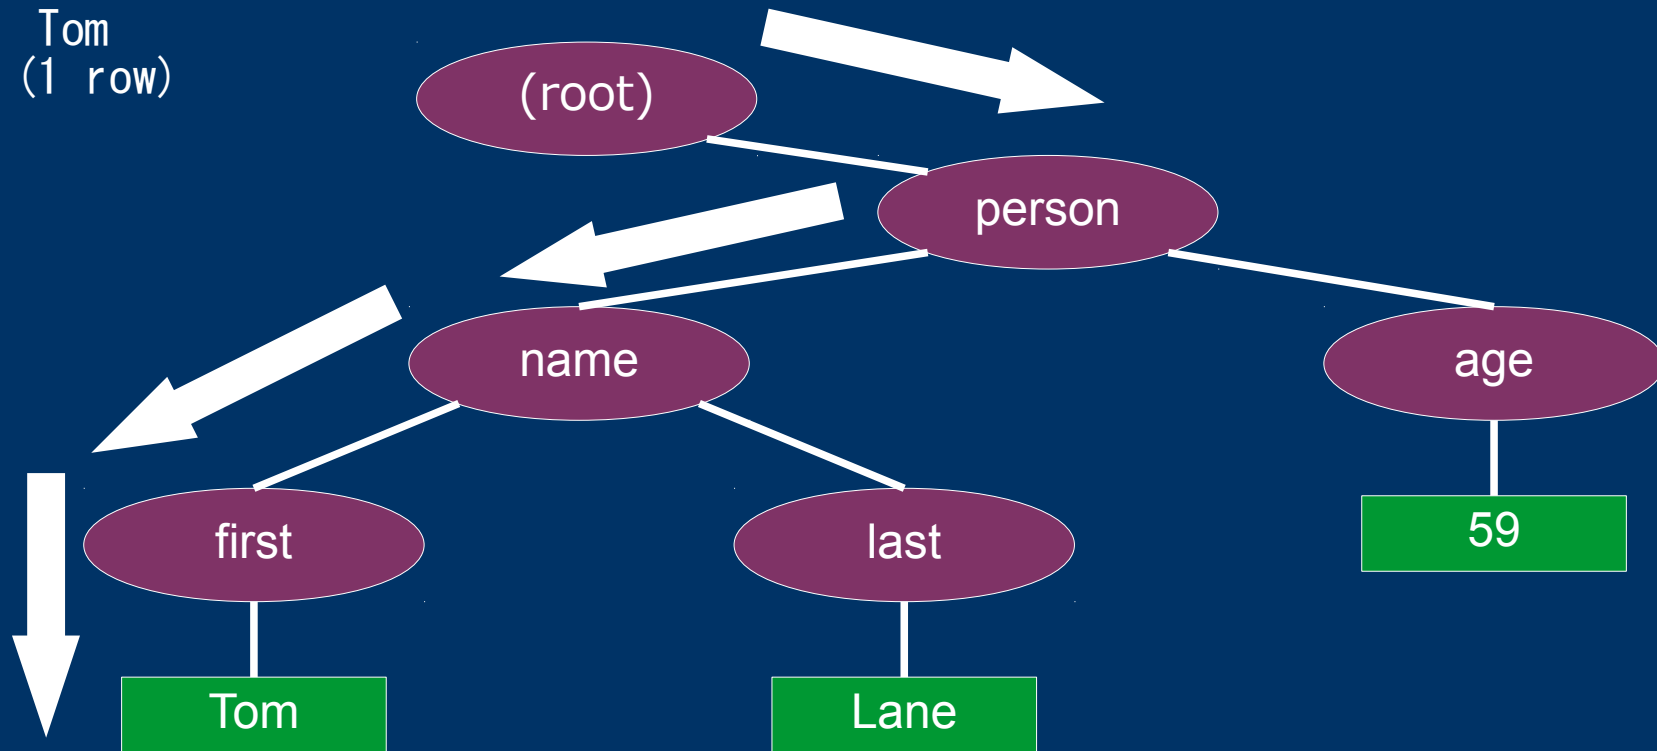 Tom
(1 row)
(root)
person
name
age
first
last
59
Tom
Lane